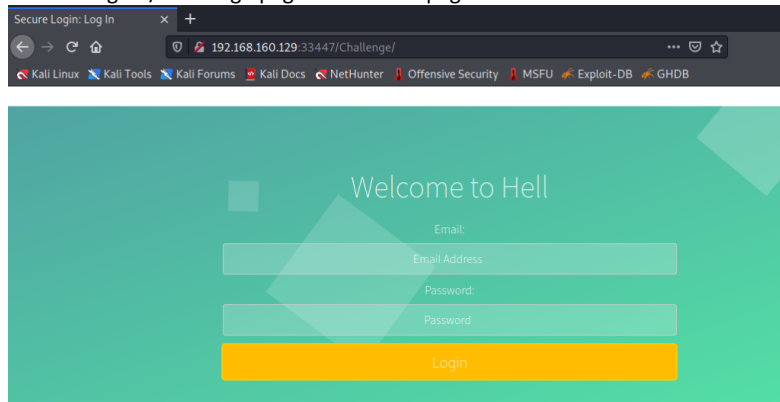 Secure Login: Log In
192.168.160.129:33447/Challenge/
Kali Linux Kali Tools Kali Forums Kali Docs NetHunter Offensive Security MSFU Exploit-DB GHDB
Welcome to Hell
Email:
Email Address
Password:
Password
Login